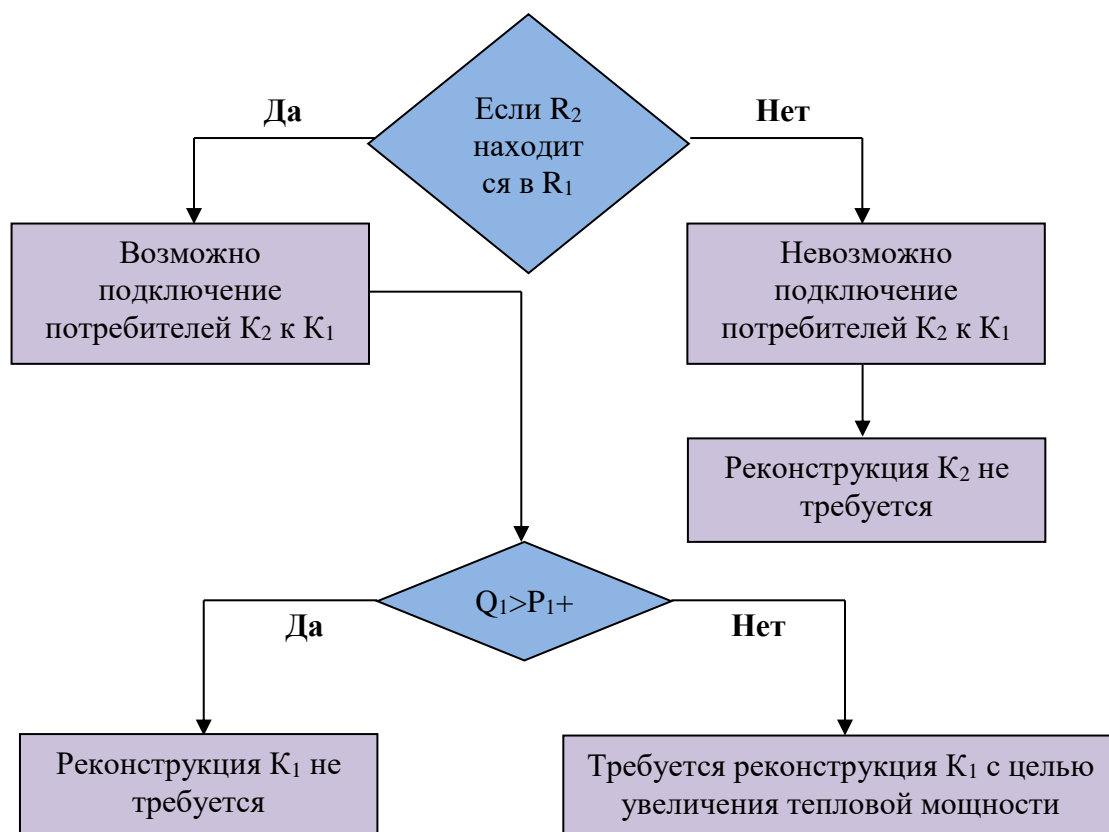 Да
Если R₂
находит
ся в R₁
Нет
Возможно
подключение
потребителей К₂ к К₁
Невозможно
подключение
потребителей К₂ к К₁
Реконструкция К₂ не
требуется
Q₁>P₁+
Да
Нет
Реконструкция К₁ не
требуется
Требуется реконструкция К₁ с целью
увеличения тепловой мощности